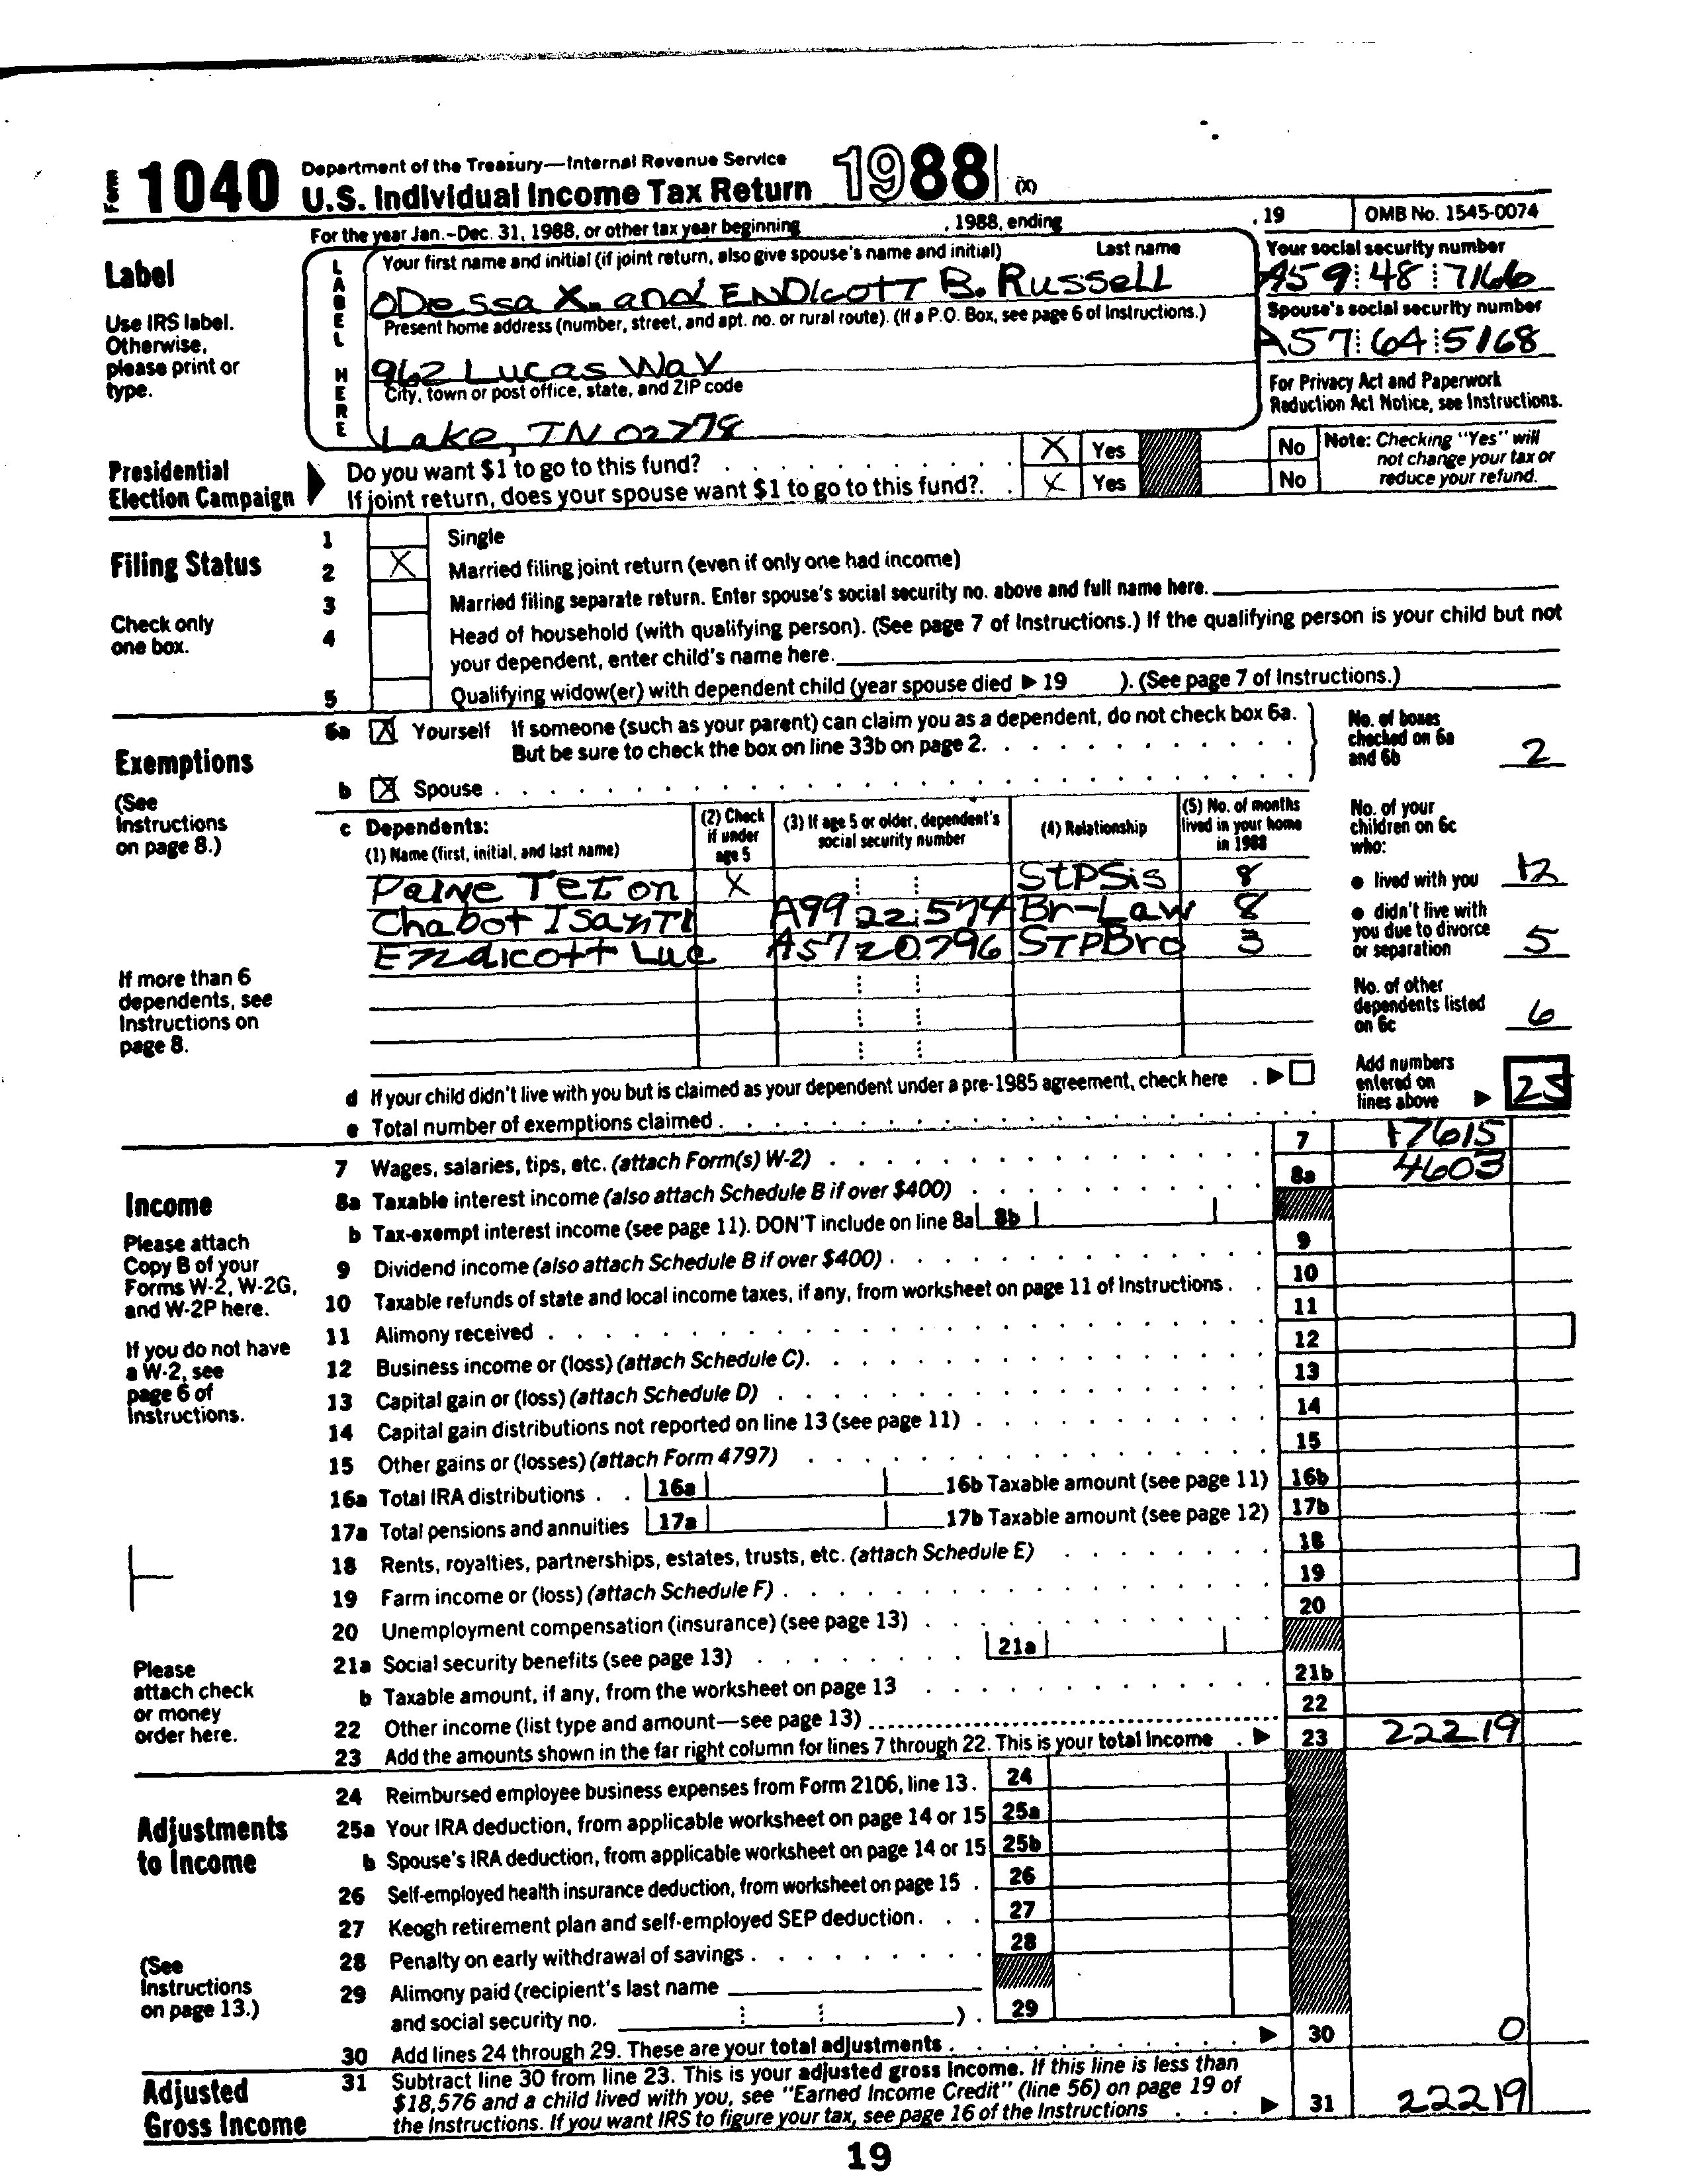 Form 1040 Department of the Treasury—Internal Revenue Service
U.S. Individual Income Tax Return 1988 (X)
For the year Jan.-Dec. 31, 1988, or other tax year beginning , 1988, ending , 19 OMB No. 1545-0074
Label
Use IRS label. Otherwise, please print or type.
LABEL HERE
Your first name and initial (if joint return, also give spouse's name and initial) Last name
ODessa X. and ENDicoTT B. RusseLL
Your social security number
A59 48 7166
Present home address (number, street, and apt. no. or rural route). (If a P.O. Box, see page 6 of Instructions.)
962 Lucas Way
Spouse's social security number
A57 64 5168
City, town or post office, state, and ZIP code
Lake, TN 02778
For Privacy Act and Paperwork Reduction Act Notice, see Instructions.
Presidential Election Campaign
Do you want $1 to go to this fund? X Yes No
If joint return, does your spouse want $1 to go to this fund? X Yes No
Note: Checking "Yes" will not change your tax or reduce your refund.
Filing Status
Check only one box.
1 Single
2 X Married filing joint return (even if only one had income)
3 Married filing separate return. Enter spouse's social security no. above and full name here.
4 Head of household (with qualifying person). (See page 7 of Instructions.) If the qualifying person is your child but not
your dependent, enter child's name here.
5 Qualifying widow(er) with dependent child (year spouse died ▶ 19 ). (See page 7 of Instructions.)
Exemptions
(See Instructions on page 8.)
6a X Yourself If someone (such as your parent) can claim you as a dependent, do not check box 6a.
But be sure to check the box on line 33b on page 2.
b X Spouse
No. of boxes checked on 6a and 6b 2
c Dependents:
(1) Name (first, initial, and last name)
(2) Check if under age 5
(3) If age 5 or older, dependent's social security number
(4) Relationship
(5) No. of months lived in your home in 1988
Paine Teton X StPSis 8
Chabot Isanti A99 22 574 Br-Law 8
Endicott Luc A5720796 STPBro 3
If more than 6 dependents, see Instructions on page 8.
No. of your children on 6c who:
• lived with you 12
• didn't live with you due to divorce or separation 5
No. of other dependents listed on 6c 6
d If your child didn't live with you but is claimed as your dependent under a pre-1985 agreement, check here ▶
e Total number of exemptions claimed
Add numbers entered on lines above ▶ 25
Income
Please attach Copy B of your Forms W-2, W-2G, and W-2P here.
If you do not have a W-2, see page 6 of Instructions.
Please attach check or money order here.
7 Wages, salaries, tips, etc. (attach Form(s) W-2) 7 17615
8a Taxable interest income (also attach Schedule B if over $400) 8a 4603
b Tax-exempt interest income (see page 11). DON'T include on line 8a 8b
9 Dividend income (also attach Schedule B if over $400) 9
10 Taxable refunds of state and local income taxes, if any, from worksheet on page 11 of Instructions 10
11 Alimony received 11
12 Business income or (loss) (attach Schedule C) 12
13 Capital gain or (loss) (attach Schedule D) 13
14 Capital gain distributions not reported on line 13 (see page 11) 14
15 Other gains or (losses) (attach Form 4797) 15
16a Total IRA distributions 16a 16b Taxable amount (see page 11) 16b
17a Total pensions and annuities 17a 17b Taxable amount (see page 12) 17b
18 Rents, royalties, partnerships, estates, trusts, etc. (attach Schedule E) 18
19 Farm income or (loss) (attach Schedule F) 19
20 Unemployment compensation (insurance) (see page 13) 20
21a Social security benefits (see page 13) 21a
b Taxable amount, if any, from the worksheet on page 13 21b
22 Other income (list type and amount—see page 13) 22
23 Add the amounts shown in the far right column for lines 7 through 22. This is your total income ▶ 23 22219
Adjustments to Income
(See Instructions on page 13.)
24 Reimbursed employee business expenses from Form 2106, line 13. 24
25a Your IRA deduction, from applicable worksheet on page 14 or 15 25a
b Spouse's IRA deduction, from applicable worksheet on page 14 or 15 25b
26 Self-employed health insurance deduction, from worksheet on page 15 26
27 Keogh retirement plan and self-employed SEP deduction 27
28 Penalty on early withdrawal of savings 28
29 Alimony paid (recipient's last name
and social security no. ) 29
30 Add lines 24 through 29. These are your total adjustments ▶ 30 0
Adjusted Gross Income
31 Subtract line 30 from line 23. This is your adjusted gross income. If this line is less than
$18,576 and a child lived with you, see "Earned Income Credit" (line 56) on page 19 of
the Instructions. If you want IRS to figure your tax, see page 16 of the Instructions ▶ 31 22219
19